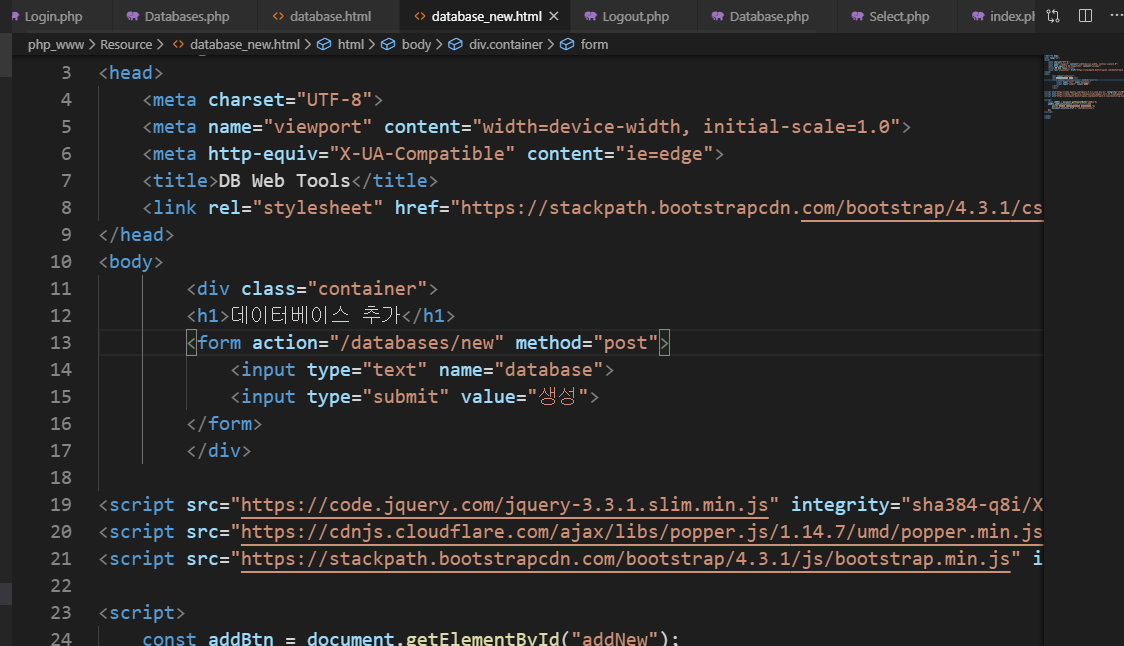 Login.php Databases.php database.html database_new.html Logout.php Database.php Select.php index.ph
php_www > Resource > database_new.html > html > body > div.container > form
3 <head>
4 <meta charset="UTF-8">
5 <meta name="viewport" content="width=device-width, initial-scale=1.0">
6 <meta http-equiv="X-UA-Compatible" content="ie=edge">
7 <title>DB Web Tools</title>
8 <link rel="stylesheet" href="https://stackpath.bootstrapcdn.com/bootstrap/4.3.1/cs
9 </head>
10 <body>
11 <div class="container">
12 <h1>데이터베이스 추가</h1>
13 <form action="/databases/new" method="post">
14 <input type="text" name="database">
15 <input type="submit" value="생성">
16 </form>
17 </div>
18
19 <script src="https://code.jquery.com/jquery-3.3.1.slim.min.js" integrity="sha384-q8i/X
20 <script src="https://cdnjs.cloudflare.com/ajax/libs/popper.js/1.14.7/umd/popper.min.js
21 <script src="https://stackpath.bootstrapcdn.com/bootstrap/4.3.1/js/bootstrap.min.js" i
22
23 <script>
24 const addBtn = document.getElementById("addNew");